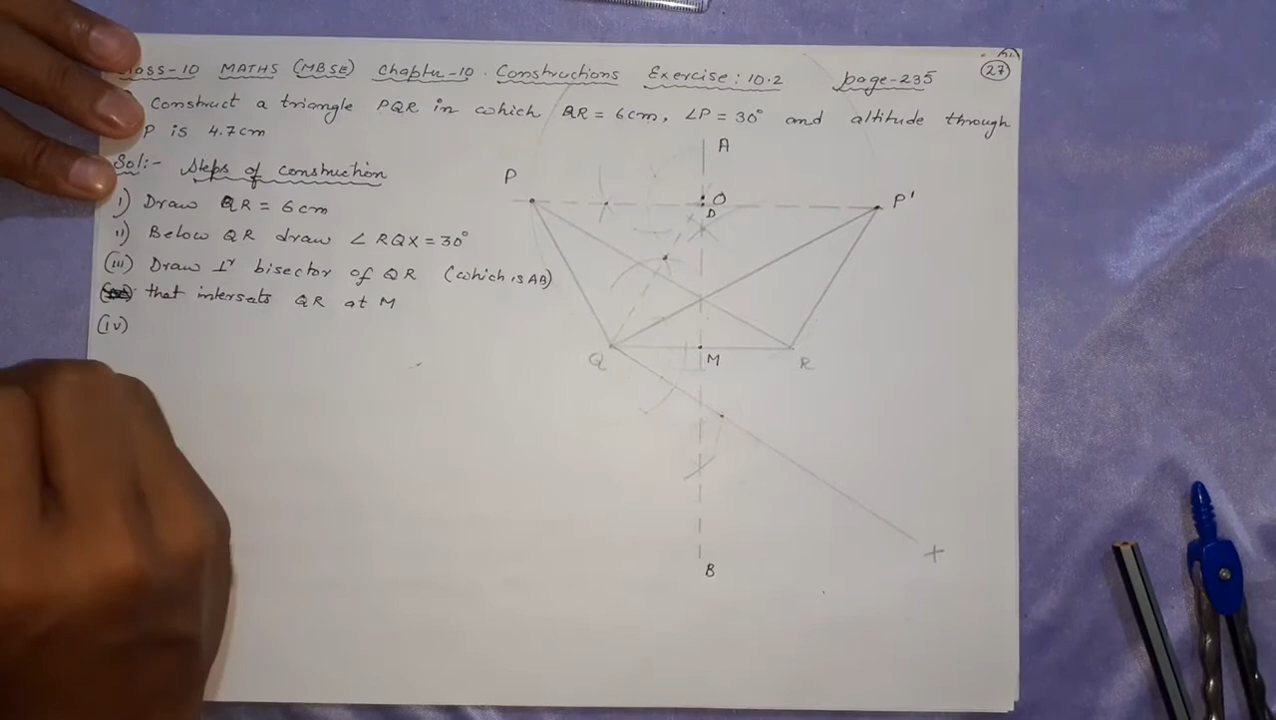 Class-10 MATHS (MBSE) Chapter-10. Constructions Exercise: 10.2 page-235 (27)
Construct a triangle PQR in which QR = 6cm, ∠P = 30° and altitude through
P is 4.7cm
Sol:- Steps of construction
i) Draw QR = 6cm
ii) Below QR draw ∠RQX = 30°
(iii) Draw ⊥r bisector of QR (which is AB)
that intersets QR at M
(iv)
A
P
O
D
P'
Q
M
R
X
B